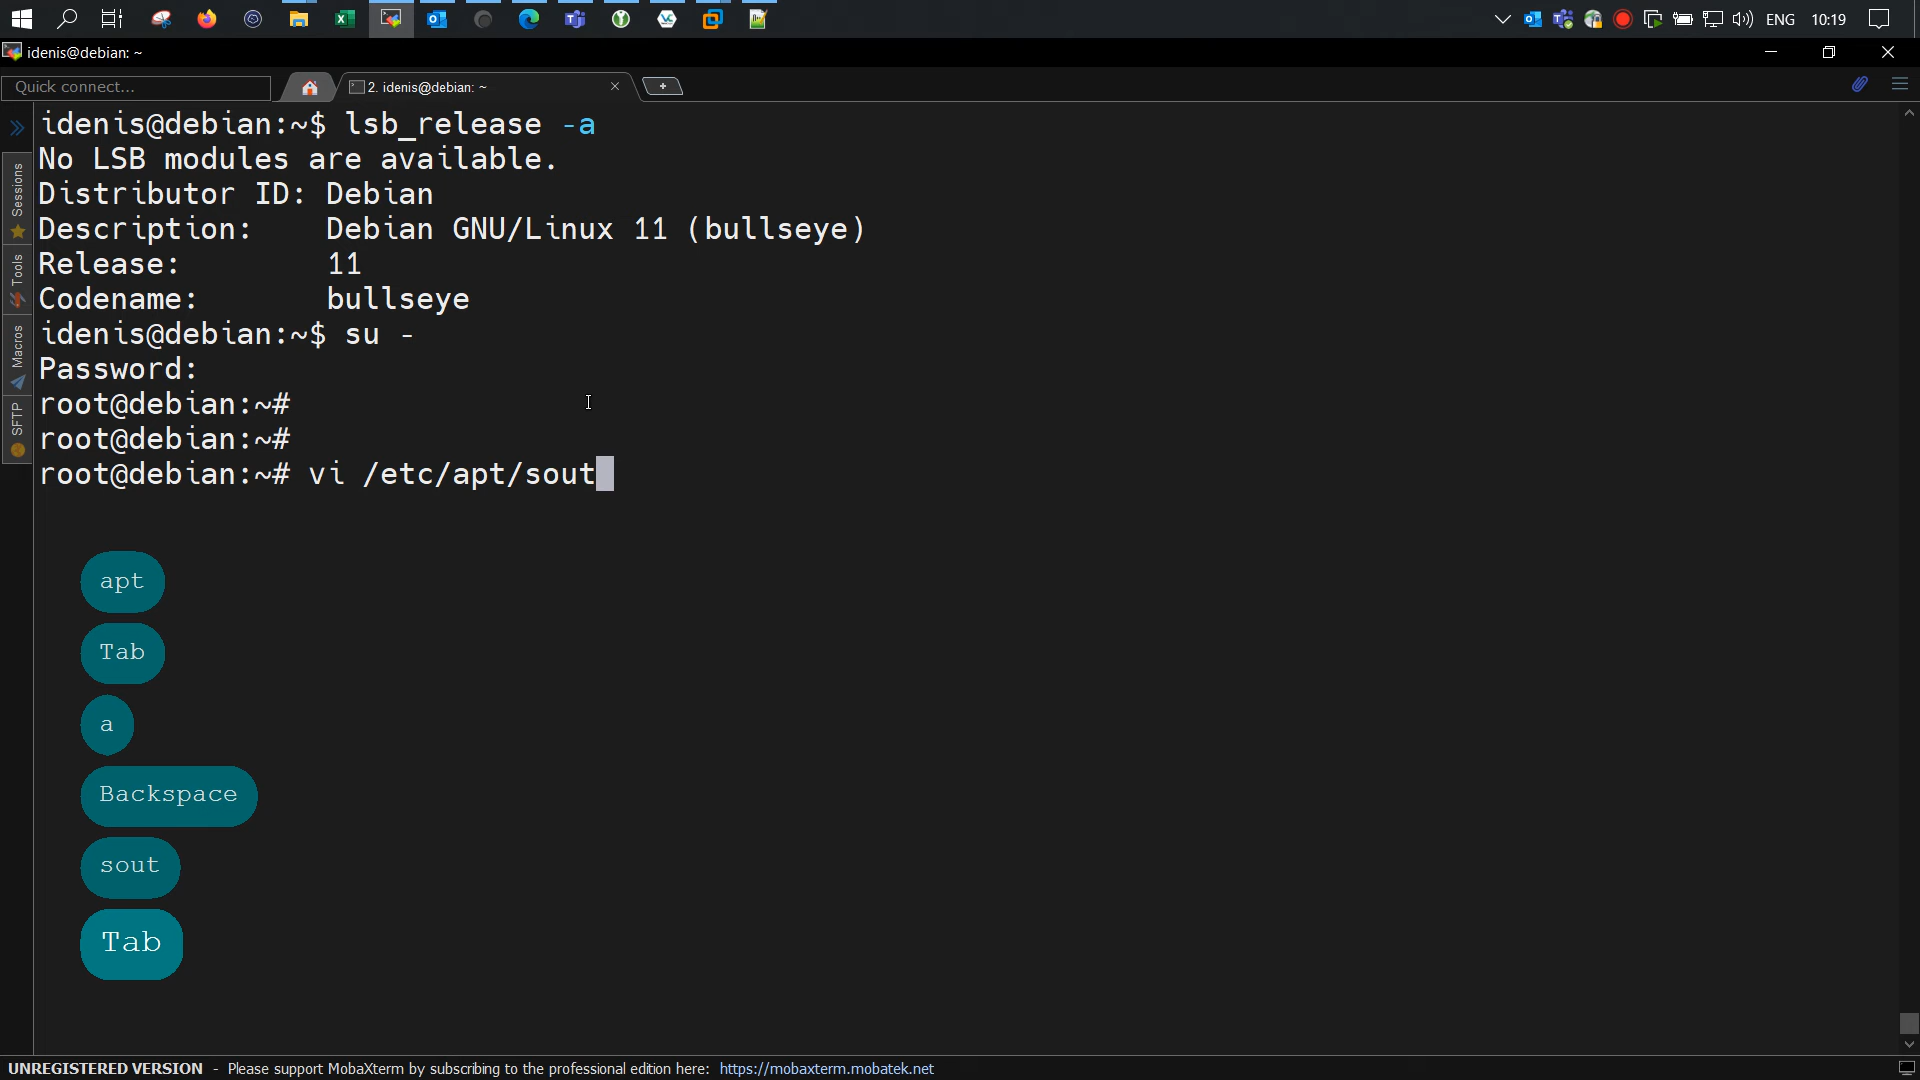 ENG 10:19
idenis@debian: ~
Quick connect...
2. idenis@debian: ~
Sessions
Tools
Macros
SFTP
idenis@debian:~$ lsb_release -a
No LSB modules are available.
Distributor ID: Debian
Description:    Debian GNU/Linux 11 (bullseye)
Release:        11
Codename:       bullseye
idenis@debian:~$ su -
Password:
root@debian:~#
root@debian:~#
root@debian:~# vi /etc/apt/sout
apt
Tab
a
Backspace
sout
Tab
UNREGISTERED VERSION - Please support MobaXterm by subscribing to the professional edition here: https://mobaxterm.mobatek.net